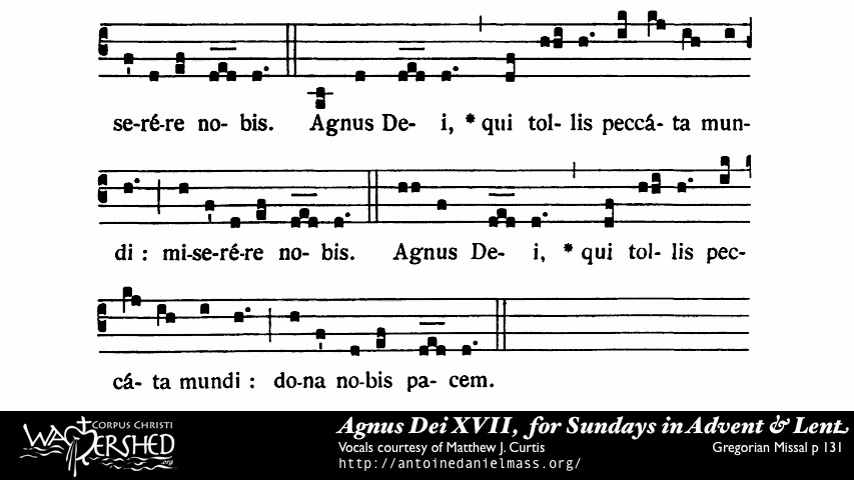 se-ré-re no- bis. Agnus De- i, * qui tol- lis peccá- ta mun-
di : mi-se-ré-re no- bis. Agnus De- i, * qui tol- lis pec-
cá- ta mundi : do-na no-bis pa- cem.
CORPUS CHRISTI
WATERSHED
.org
Agnus Dei XVII, for Sundays in Advent & Lent
Vocals courtesy of Matthew J. Curtis
Gregorian Missal p 131
http://antoinedanielmass.org/